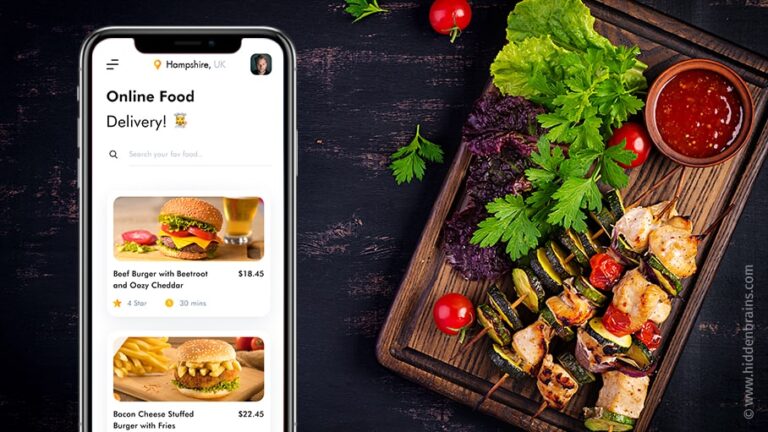 Hampshire, UK
Online Food
Delivery!
Search your fav food...
Beef Burger with Beetroot
and Oozy Cheddar
$18.45
4 Star
30 mins
Bacon Cheese Stuffed
Burger with Fries
$22.45
© www.hiddenbrains.com